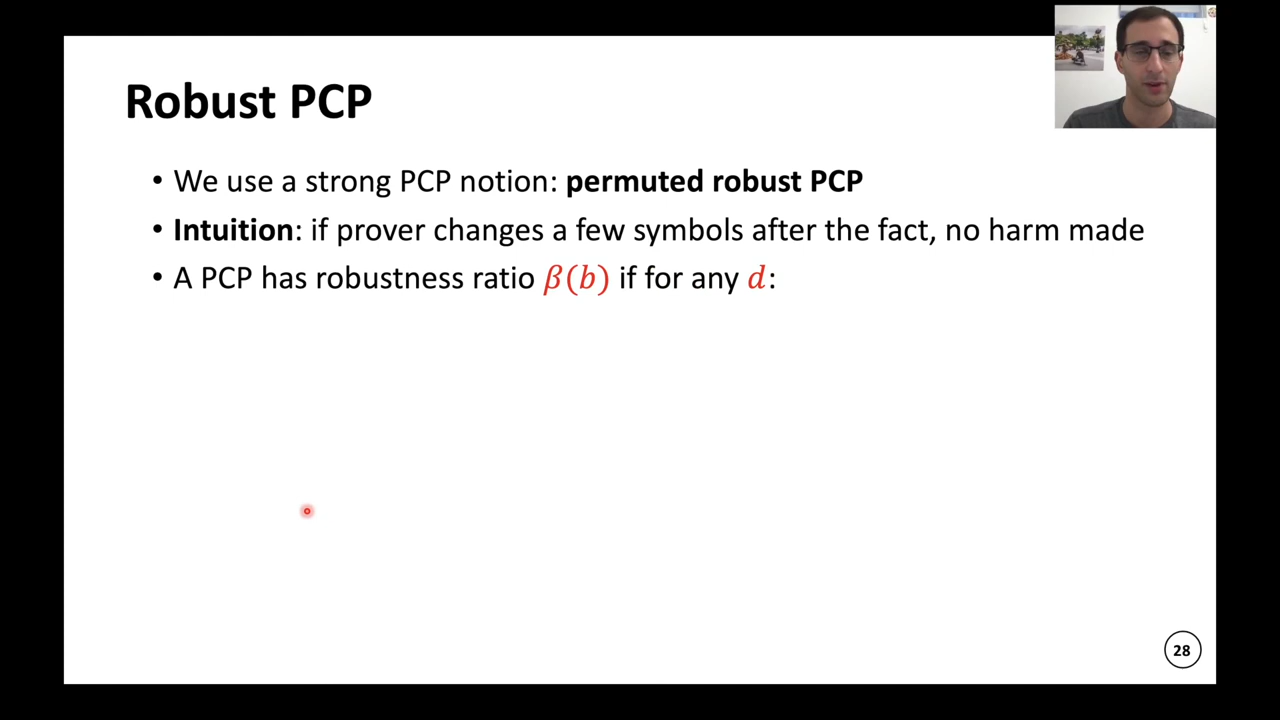 Robust PCP
• We use a strong PCP notion: permuted robust PCP
• Intuition: if prover changes a few symbols after the fact, no harm made
• A PCP has robustness ratio β(b) if for any d:
28